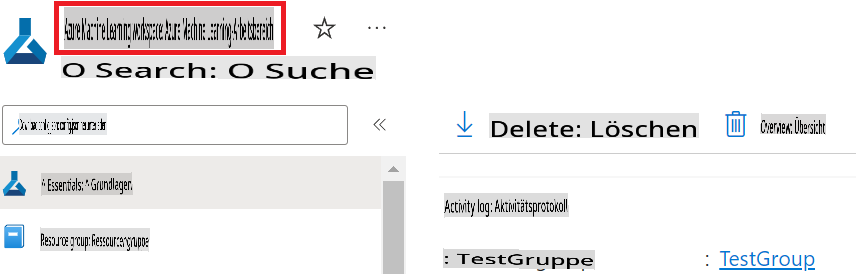 Azure Machine Learning workspace: Azure Machine Learning-Arbeitsbereich
O Search: O Suche
Delete: Löschen
Overview: Übersicht
^ Essentials: ^ Grundlagen
Activity log: Aktivitätsprotokoll
Resource group: Ressourcengruppe
: TestGruppe : TestGroup